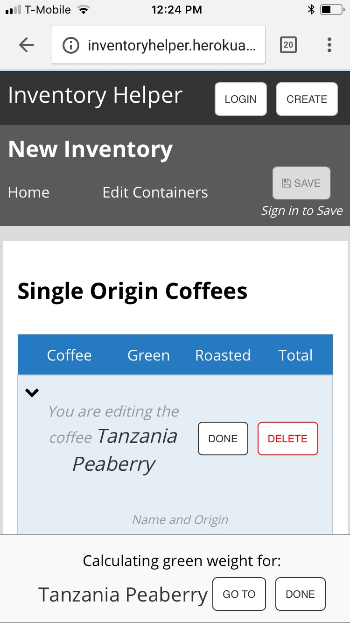 T-Mobile 12:24 PM
inventoryhelper.herokua... 20
Inventory Helper LOGIN CREATE
New Inventory
Home Edit Containers SAVE
Sign in to Save
Single Origin Coffees
Coffee Green Roasted Total
You are editing the
coffee Tanzania
Peaberry
DONE DELETE
Name and Origin
Calculating green weight for:
Tanzania Peaberry GO TO DONE